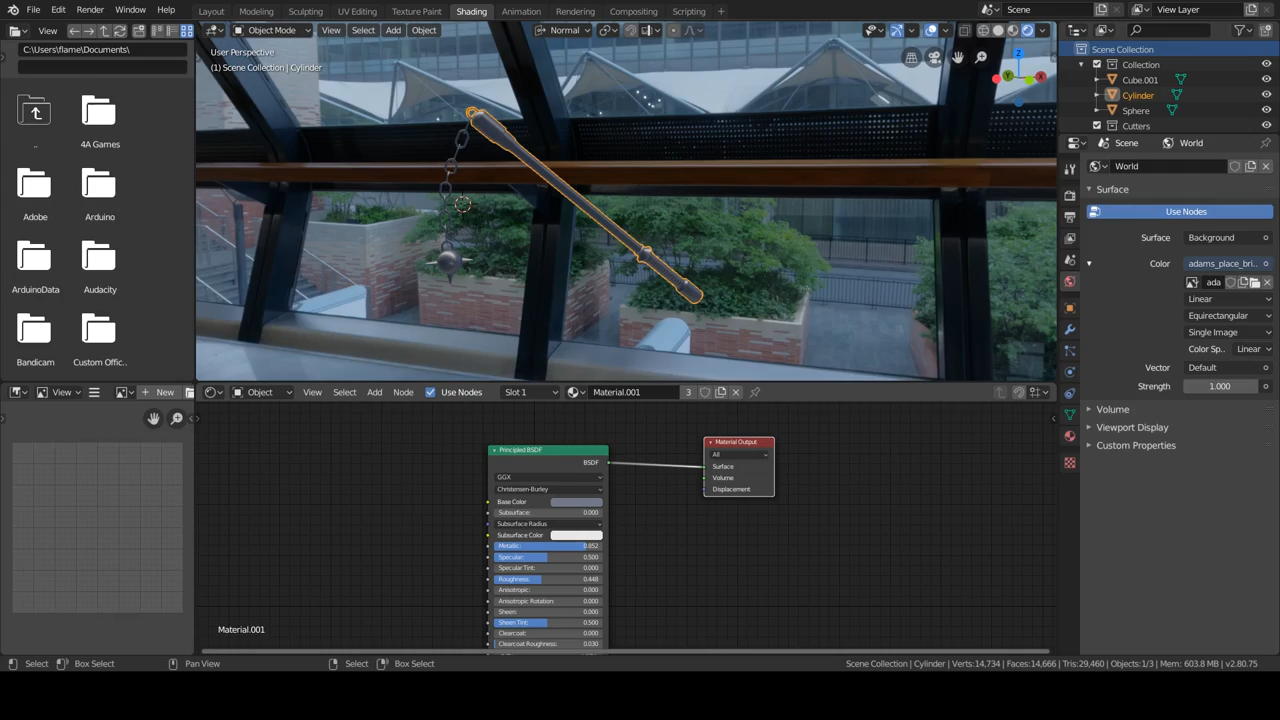 File Edit Render Window Help Layout Modeling Sculpting UV Editing Texture Paint Shading Animation Rendering Compositing Scripting Scene View Layer
Object Mode View Select Add Object Normal
C:\Users\flame\Documents\
..
4A Games
Adobe
Arduino
ArduinoData
Audacity
Bandicam
Custom Offic..
User Perspective
(1) Scene Collection | Cylinder
Z
Y
X
Scene Collection
Collection
Cube.001
Cylinder
Sphere
Cutters
Scene World
World
Surface
Use Nodes
Surface Background
Color adams_place_bri..
ada
Linear
Equirectangular
Single Image
Color Sp.. Linear
Vector Default
Strength 1.000
Volume
Viewport Display
Custom Properties
View New
Object View Select Add Node Use Nodes Slot 1 Material.001 3
Principled BSDF
BSDF
GGX
Christensen-Burley
Base Color
Subsurface: 0.000
Subsurface Radius
Subsurface Color
Metallic: 0.852
Specular: 0.500
Specular Tint: 0.000
Roughness: 0.448
Anisotropic: 0.000
Anisotropic Rotation: 0.000
Sheen: 0.000
Sheen Tint: 0.500
Clearcoat: 0.000
Clearcoat Roughness: 0.030
Material Output
All
Surface
Volume
Displacement
Material.001
Select Box Select Pan View Select Box Select Scene Collection | Cylinder | Verts:14,734 | Faces:14,666 | Tris:29,460 | Objects:1/3 | Mem: 603.8 MB | v2.80.75